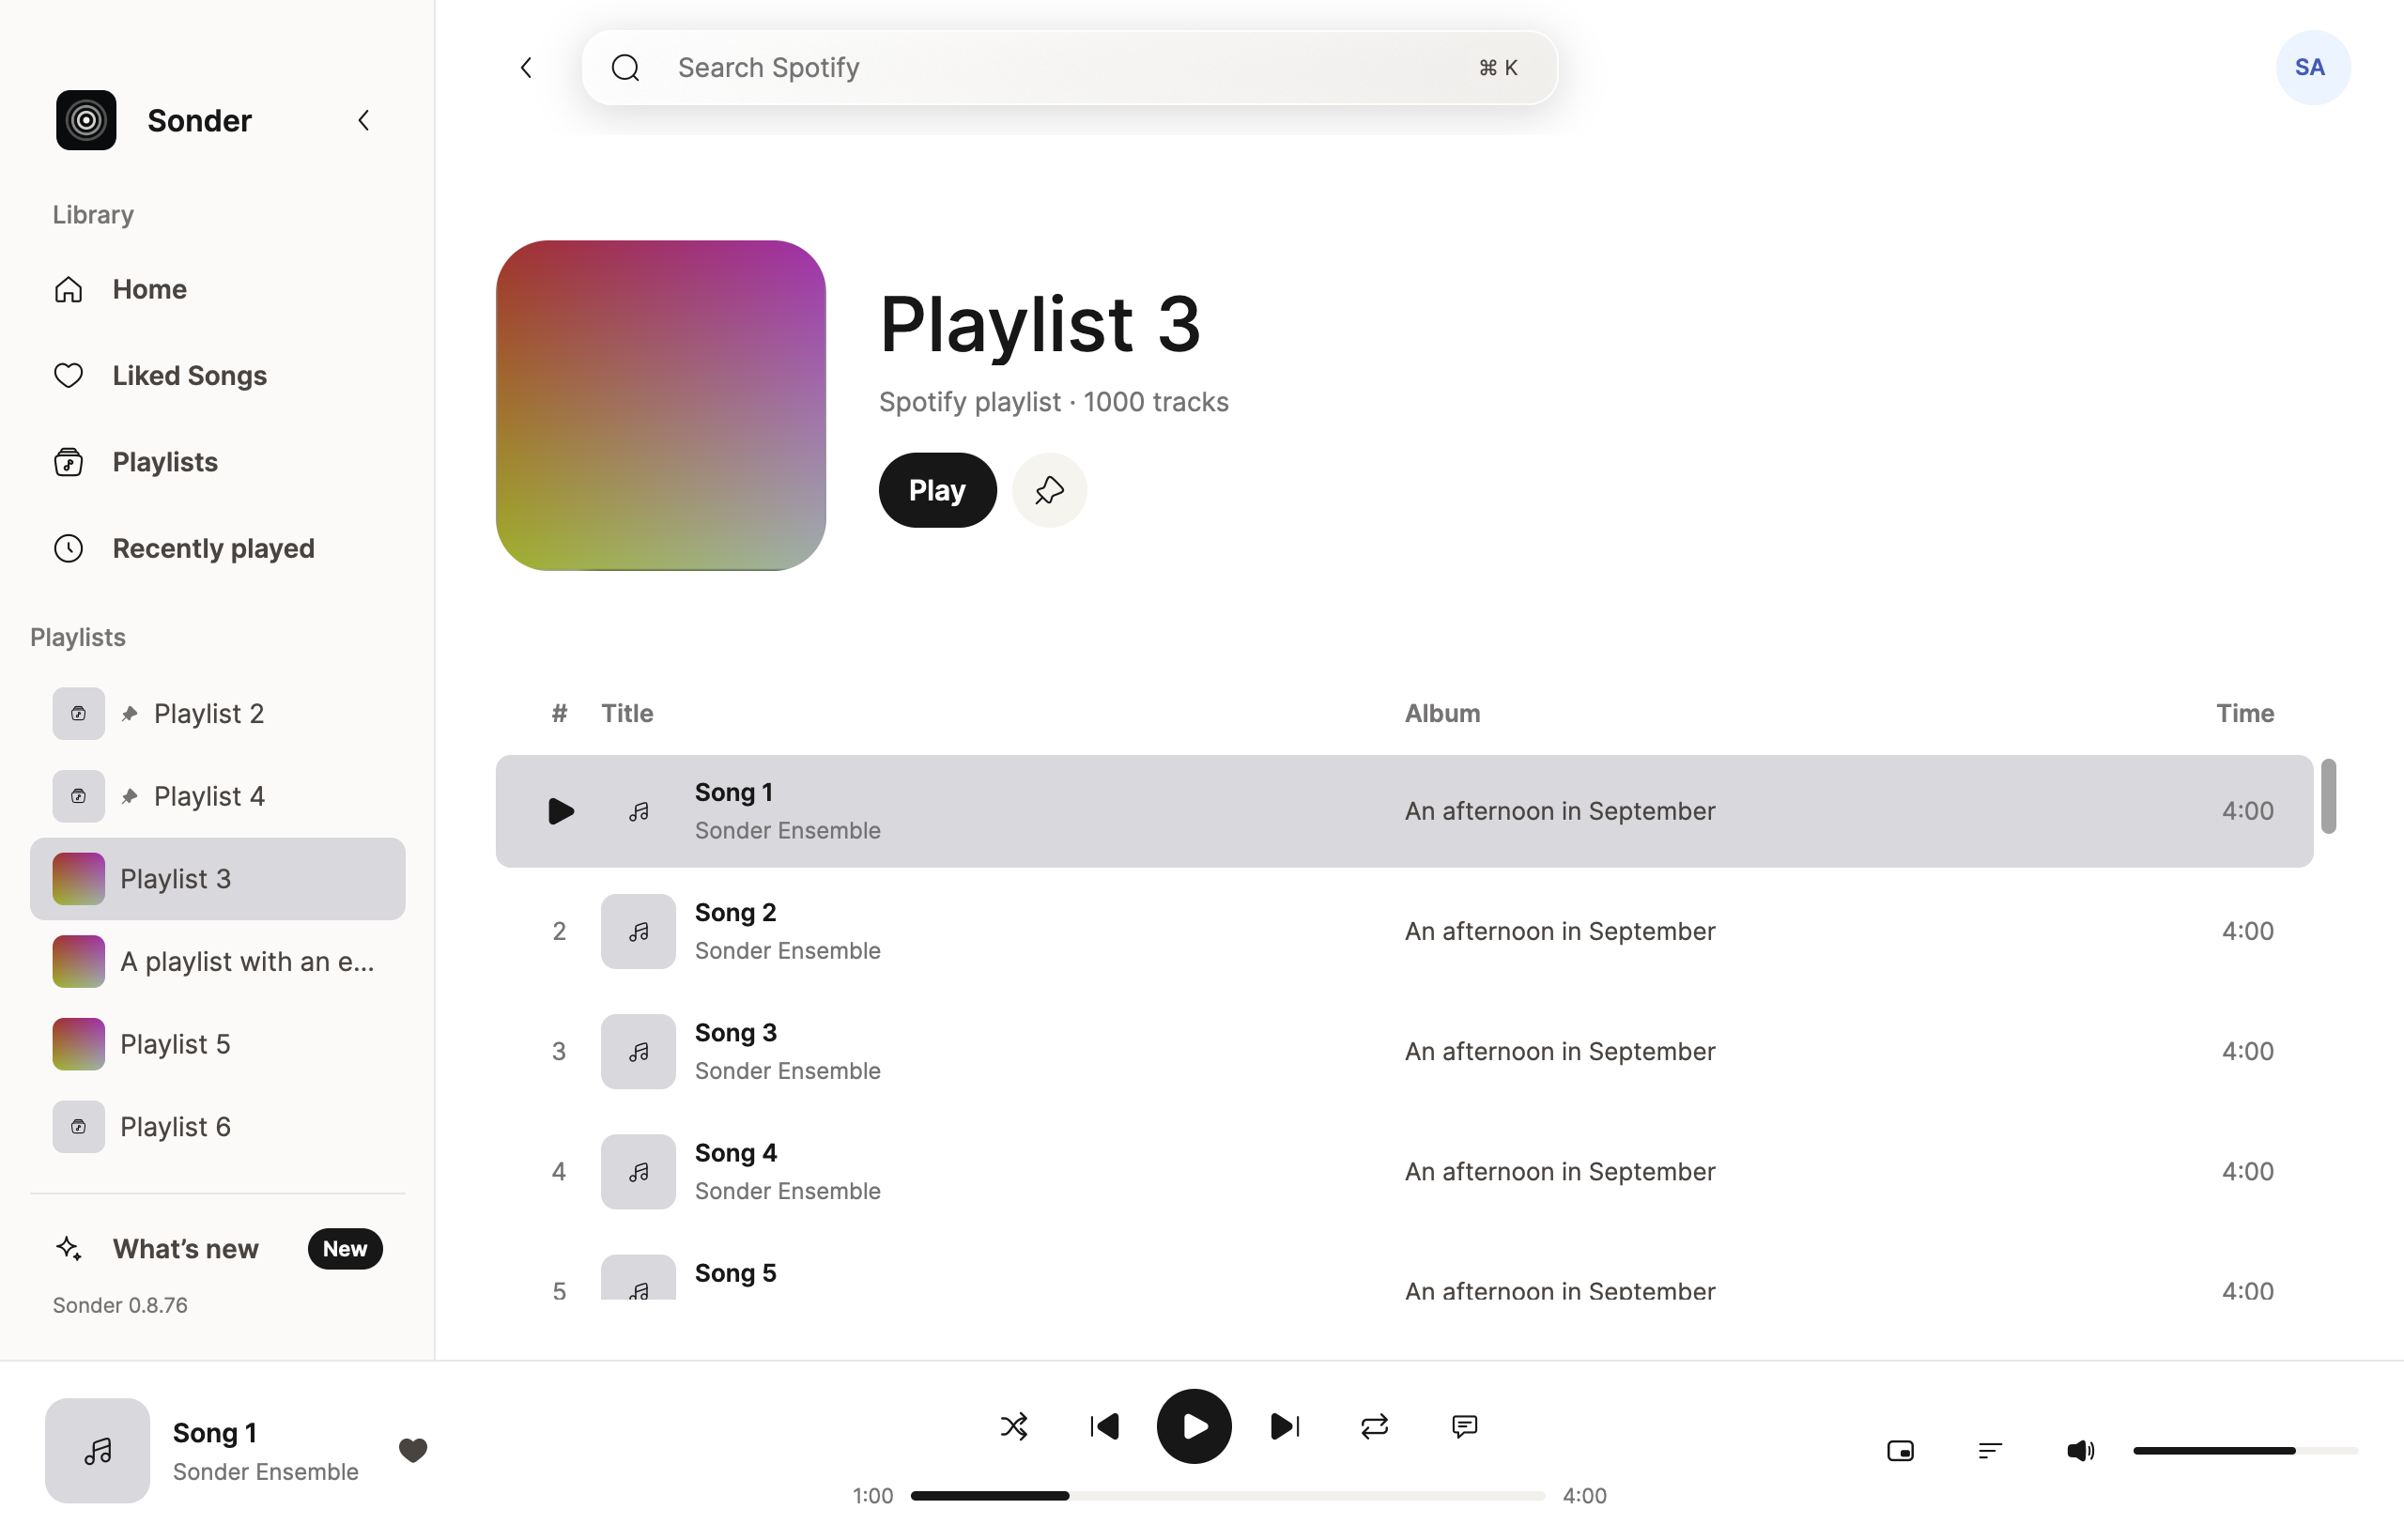 Sonder
Library
Home
Liked Songs
Playlists
Recently played
Playlists
Playlist 2
Playlist 4
Playlist 3
A playlist with an e...
Playlist 5
Playlist 6
What’s new New
Sonder 0.8.76
Search Spotify ⌘ K
SA
Playlist 3
Spotify playlist · 1000 tracks
Play
# Title Album Time
Song 1
Sonder Ensemble
An afternoon in September 4:00
2 Song 2
Sonder Ensemble
An afternoon in September 4:00
3 Song 3
Sonder Ensemble
An afternoon in September 4:00
4 Song 4
Sonder Ensemble
An afternoon in September 4:00
5 Song 5
An afternoon in September 4:00
Song 1
Sonder Ensemble
1:00 4:00